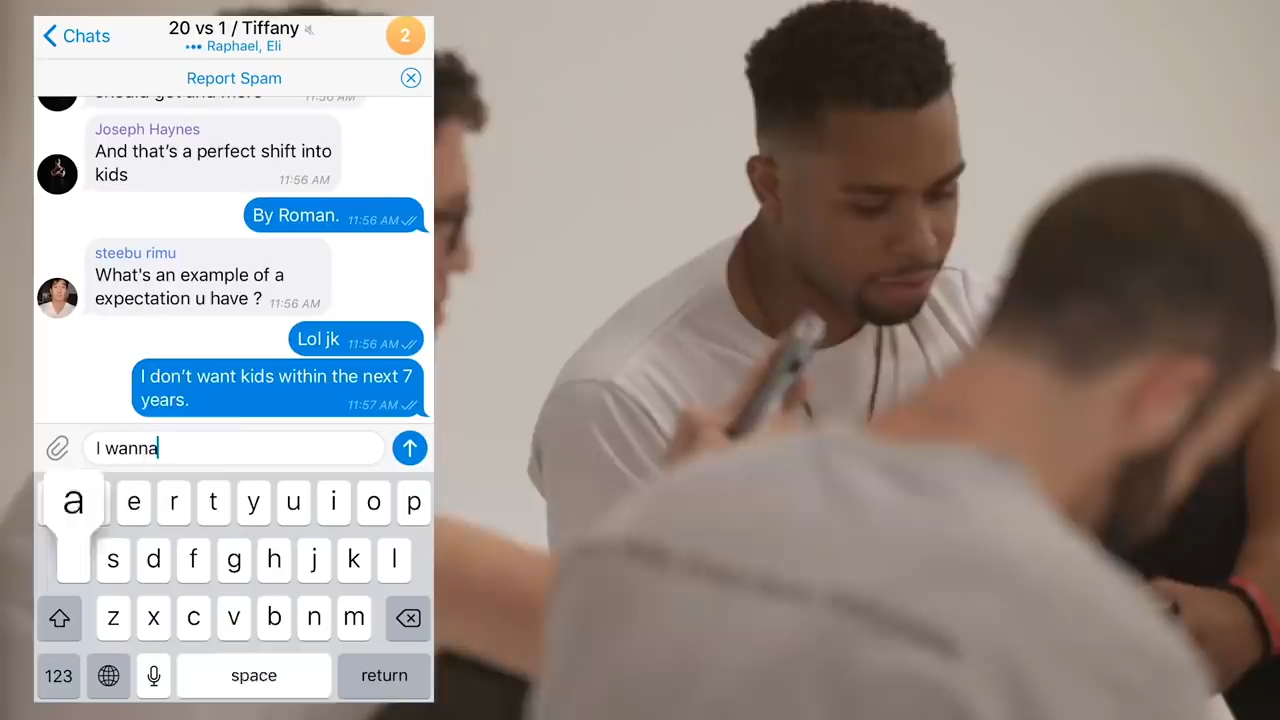 Chats
20 vs 1 / Tiffany
••• Raphael, Eli
2
Report Spam
11:56 AM
Joseph Haynes
And that's a perfect shift into
kids
11:56 AM
By Roman. 11:56 AM
steebu rimu
What's an example of a
expectation u have ? 11:56 AM
Lol jk 11:56 AM
I don't want kids within the next 7
years.
11:57 AM
I wanna
a e r t y u i o p
s d f g h j k l
z x c v b n m
123 space return